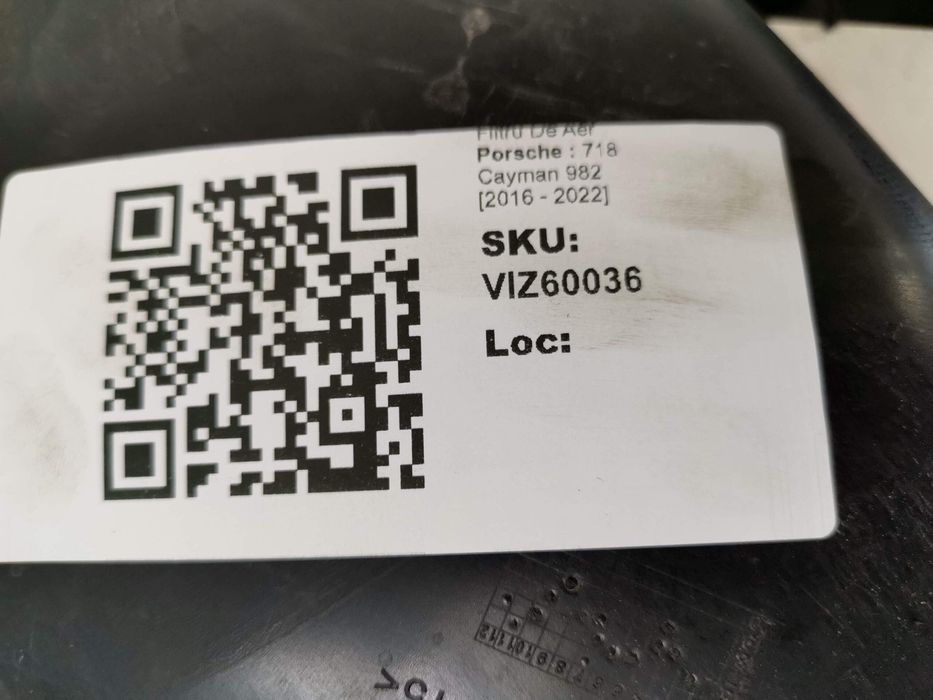 Filtru De Aer
Porsche : 718
Cayman 982
[2016 - 2022]
SKU:
VIZ60036
Loc: